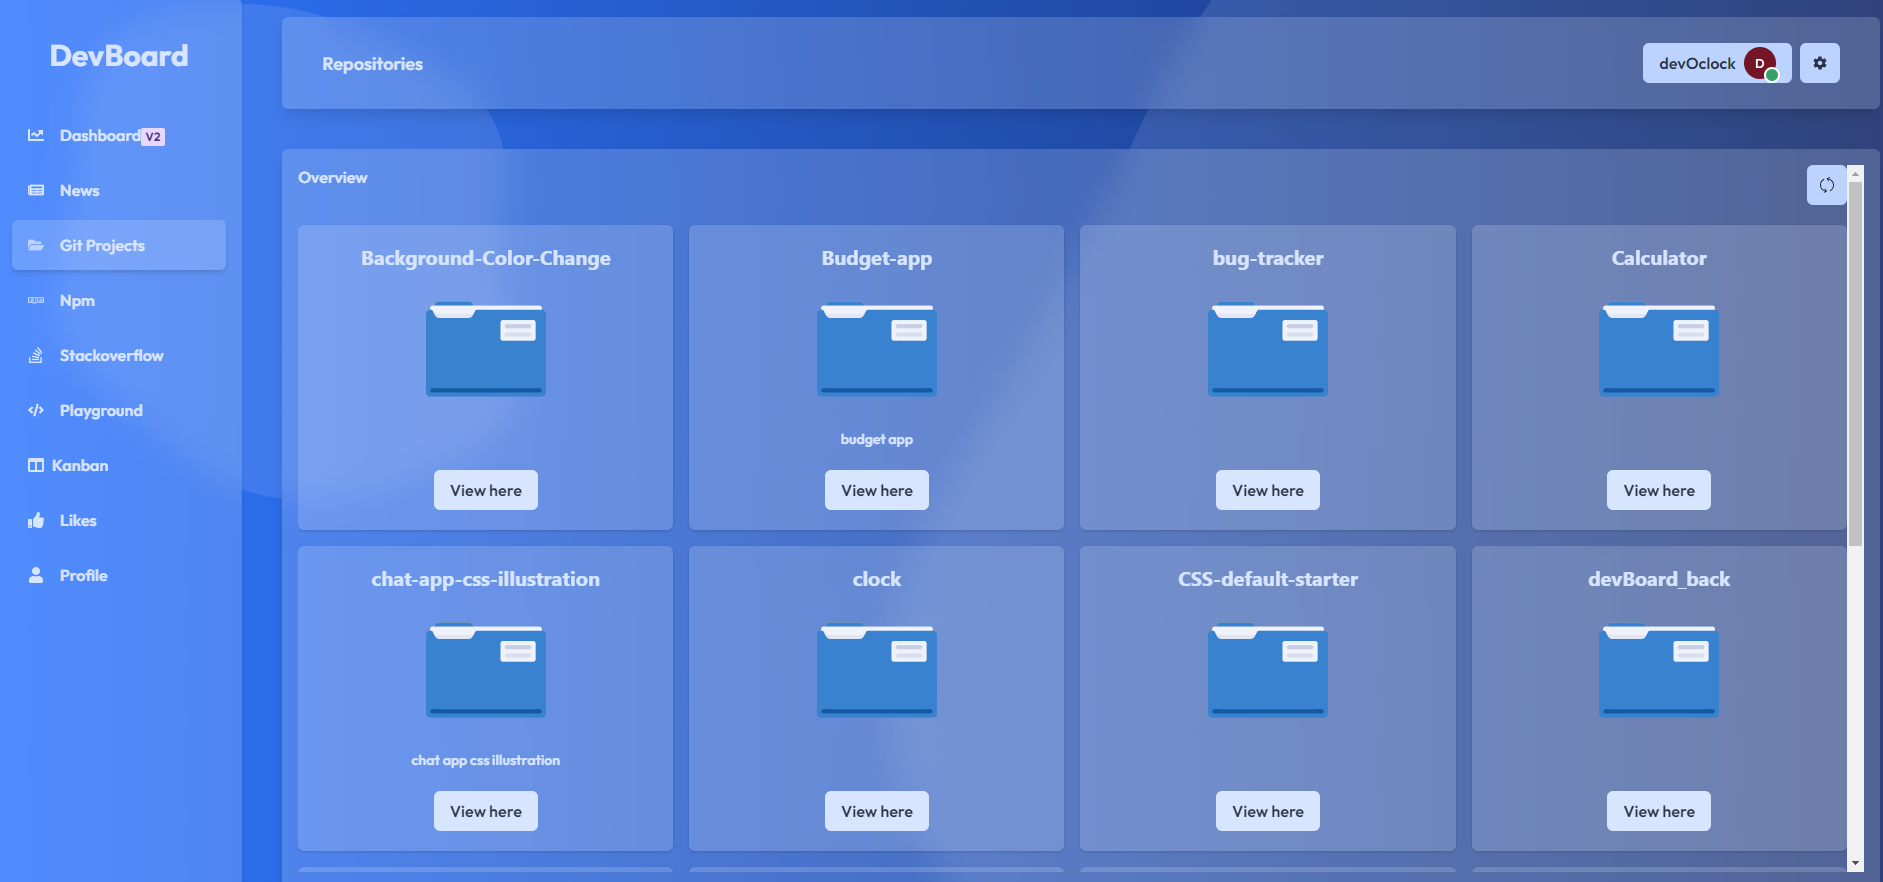 DevBoard
Dashboard V2
News
Git Projects
Npm
Stackoverflow
Playground
Kanban
Likes
Profile
Repositories
devOclock D
Overview
Background-Color-Change
View here
Budget-app
budget app
View here
bug-tracker
View here
Calculator
View here
chat-app-css-illustration
chat app css illustration
View here
clock
View here
CSS-default-starter
View here
devBoard_back
View here